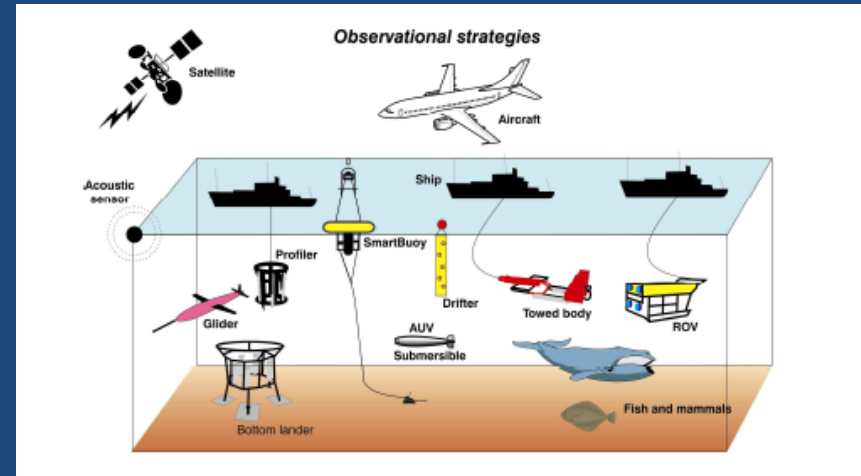 Observational strategies
Satellite
Aircraft
Acoustic
sensor
Ship
SmartBuoy
Profiler
Glider
Drifter
Towed body
ROV
AUV
Submersible
Bottom lander
Fish and mammals